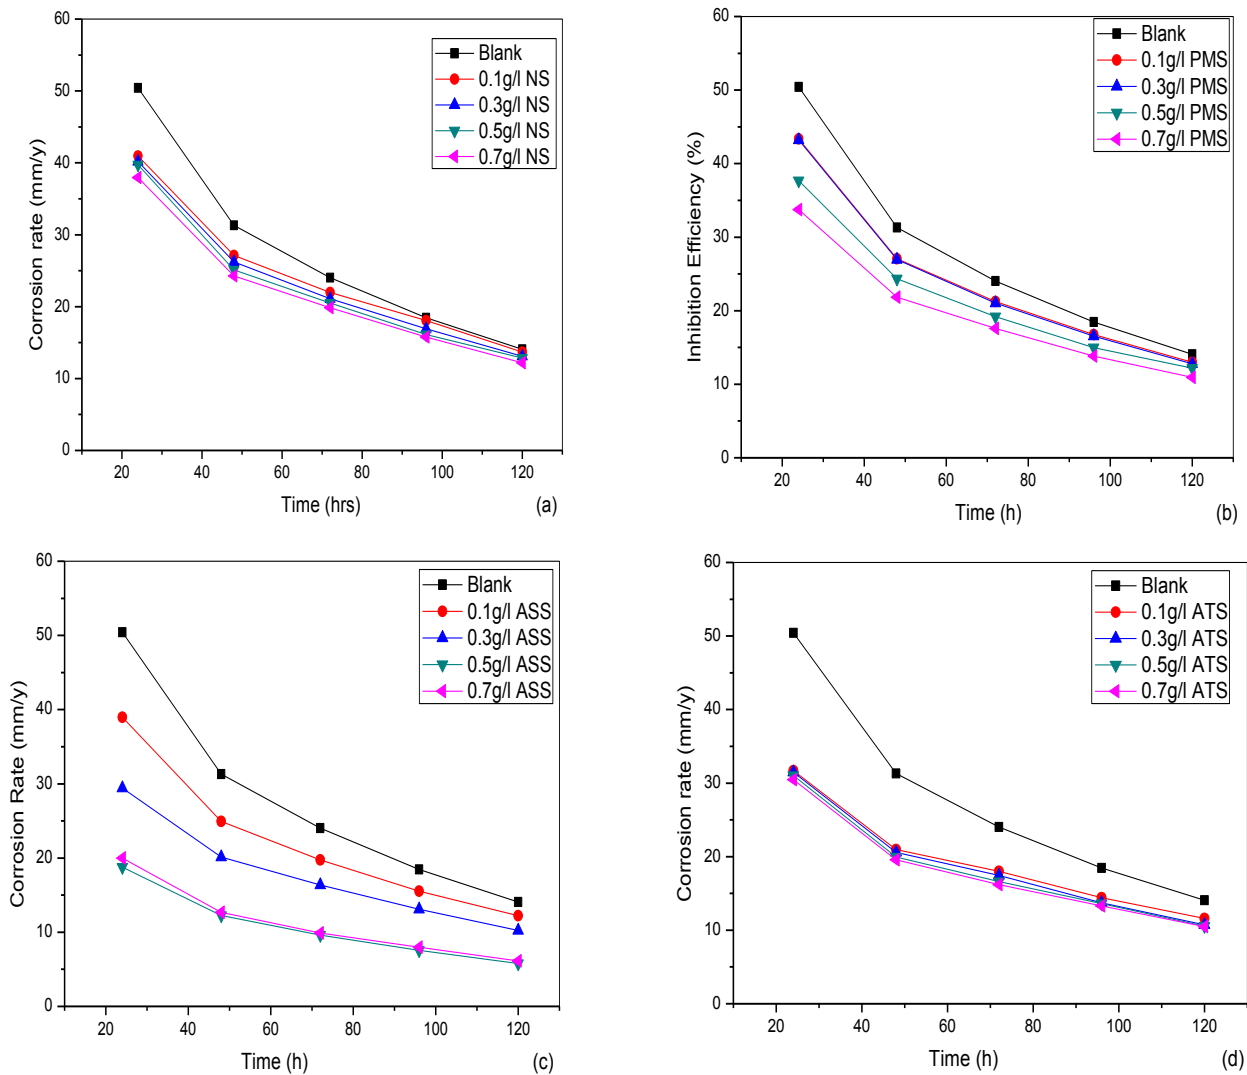 60
50
40
30
20
10
0
Corrosion rate (mm/y)
Blank
0.1g/l NS
0.3g/l NS
0.5g/l NS
0.7g/l NS
20 40 60 80 100 120
Time (hrs)
(a)
60
50
40
30
20
10
0
Inhibition Efficiency (%)
Blank
0.1g/l PMS
0.3g/l PMS
0.5g/l PMS
0.7g/l PMS
20 40 60 80 100 120
Time (h)
(b)
60
50
40
30
20
10
0
Corrosion Rate (mm/y)
Blank
0.1g/l ASS
0.3g/l ASS
0.5g/l ASS
0.7g/l ASS
20 40 60 80 100 120
Time (h)
(c)
60
50
40
30
20
10
0
Corrosion rate (mm/y)
Blank
0.1g/l ATS
0.3g/l ATS
0.5g/l ATS
0.7g/l ATS
20 40 60 80 100 120
Time (h)
(d)